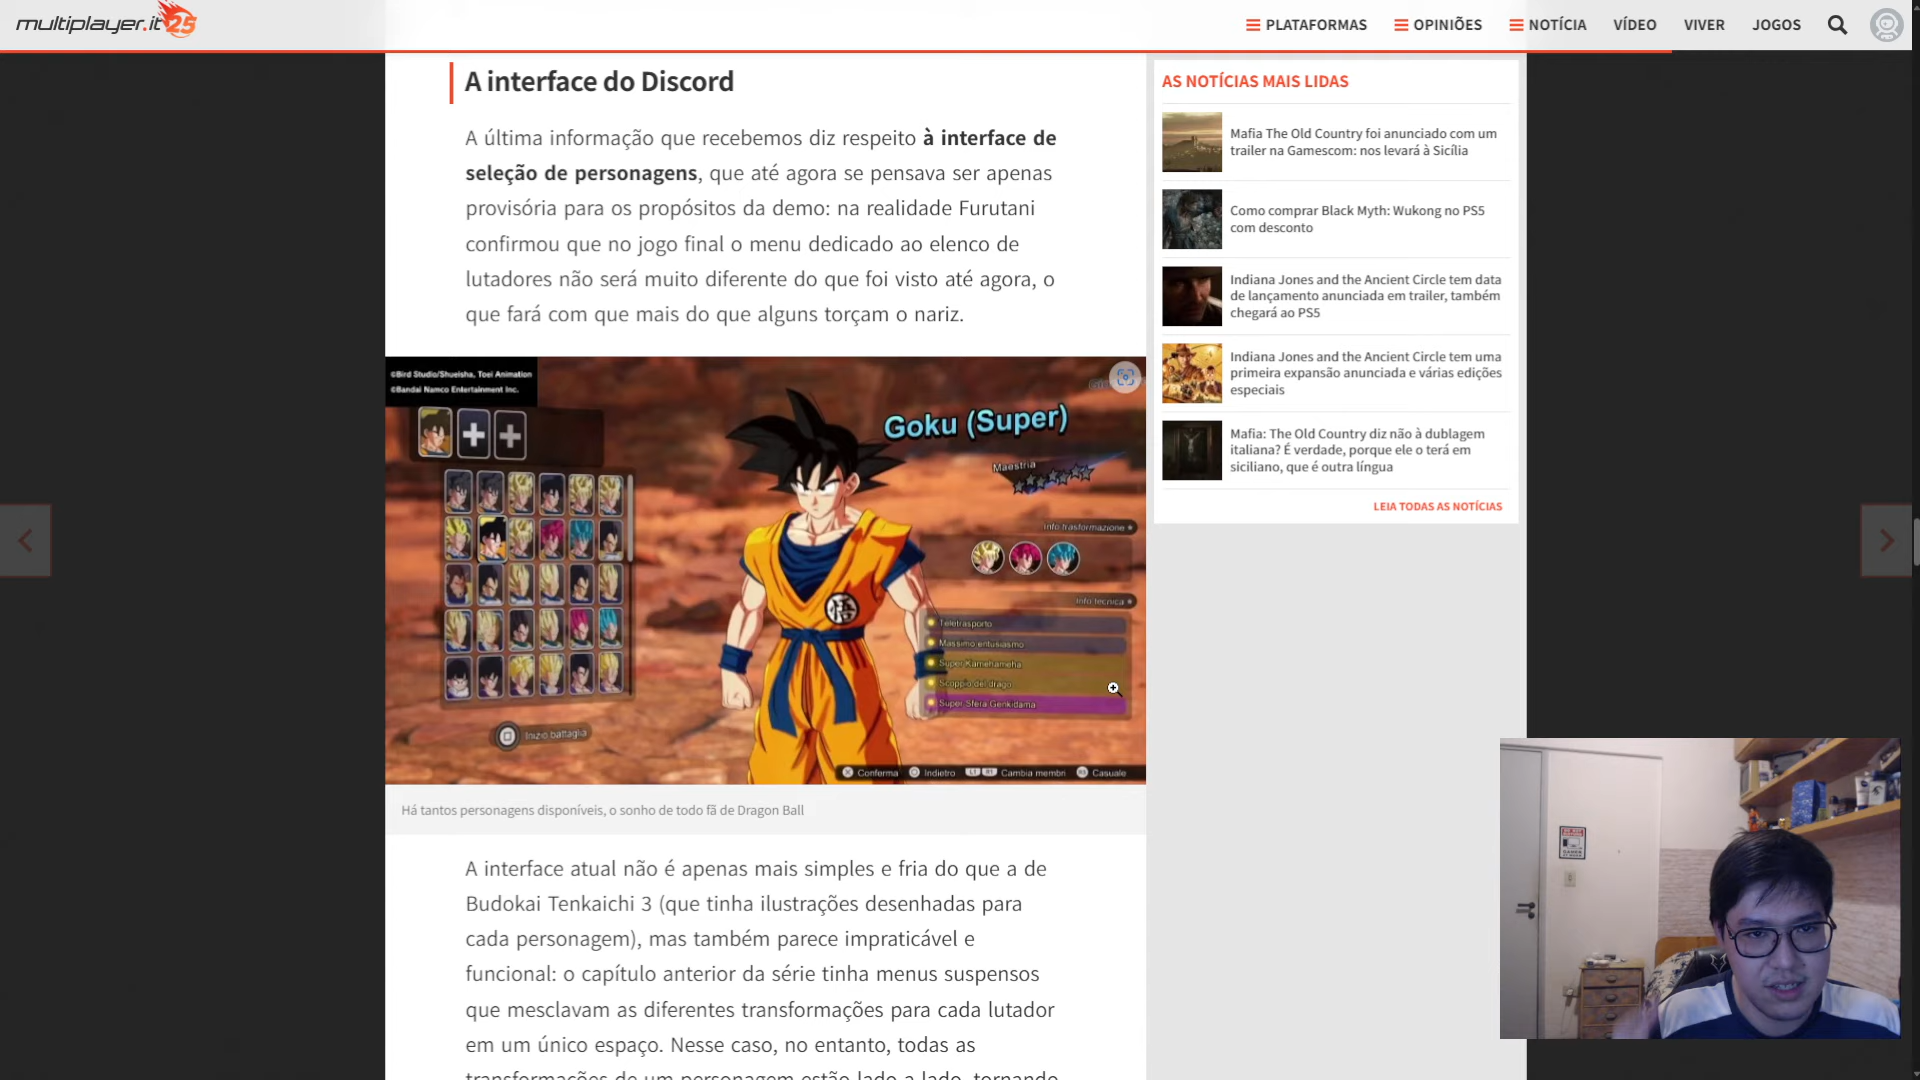 multiplayer.it 25
PLATAFORMAS
OPINIÕES
NOTÍCIA
VÍDEO
VIVER
JOGOS
A interface do Discord
A última informação que recebemos diz respeito à interface de
seleção de personagens, que até agora se pensava ser apenas
provisória para os propósitos da demo: na realidade Furutani
confirmou que no jogo final o menu dedicado ao elenco de
lutadores não será muito diferente do que foi visto até agora, o
que fará com que mais do que alguns torçam o nariz.
©Bird Studio/Shueisha, Toei Animation
©Bandai Namco Entertainment Inc.
Goku (Super)
Maestria
Info trasformazione
Info tecnica
Teletrasporto
Massimo entusiasmo
Super Kamehameha
Scoppio del drago
Super Sfera Genkidama
Inizio battaglia
Conferma
Indietro
L1 R1 Cambia membri
Casuale
Há tantos personagens disponíveis, o sonho de todo fã de Dragon Ball
A interface atual não é apenas mais simples e fria do que a de
Budokai Tenkaichi 3 (que tinha ilustrações desenhadas para
cada personagem), mas também parece impraticável e
funcional: o capítulo anterior da série tinha menus suspensos
que mesclavam as diferentes transformações para cada lutador
em um único espaço. Nesse caso, no entanto, todas as
transformações de um personagem estão lado a lado, tornando
AS NOTÍCIAS MAIS LIDAS
Mafia The Old Country foi anunciado com um
trailer na Gamescom: nos levará à Sicília
Como comprar Black Myth: Wukong no PS5
com desconto
Indiana Jones and the Ancient Circle tem data
de lançamento anunciada em trailer, também
chegará ao PS5
Indiana Jones and the Ancient Circle tem uma
primeira expansão anunciada e várias edições
especiais
Mafia: The Old Country diz não à dublagem
italiana? É verdade, porque ele o terá em
siciliano, que é outra língua
LEIA TODAS AS NOTÍCIAS